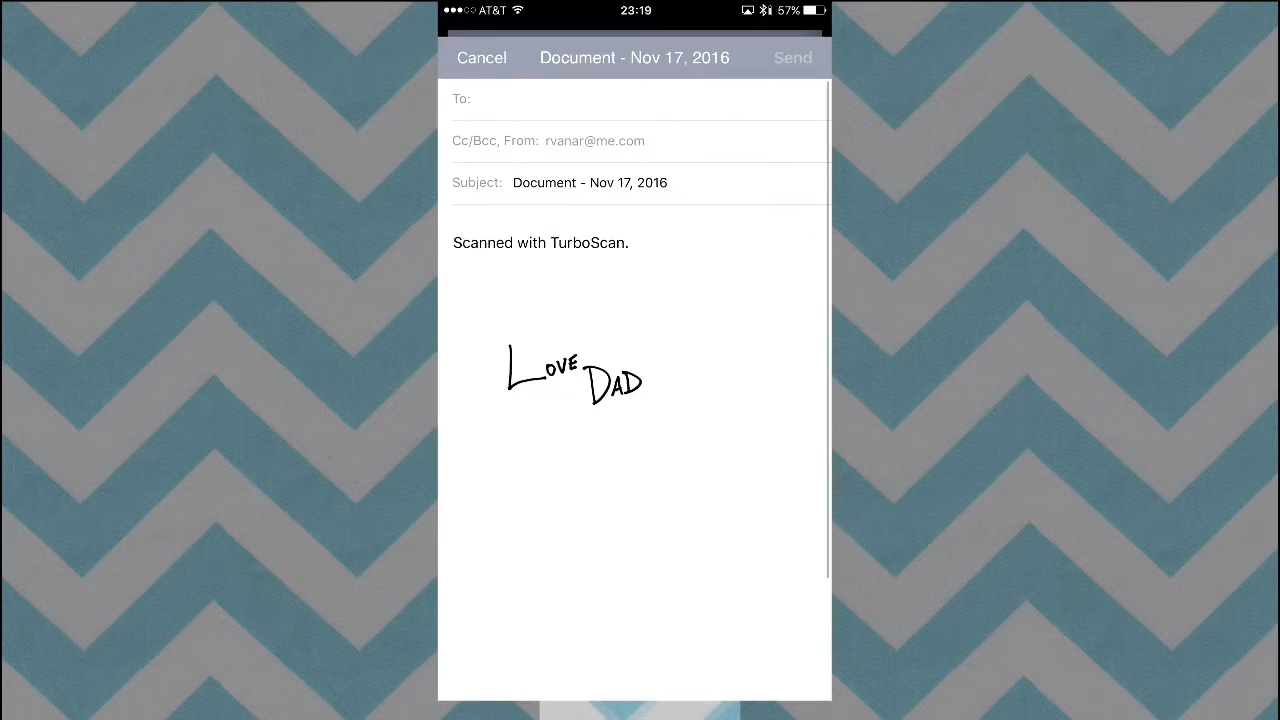 AT&T 23:19 57%
Cancel Document - Nov 17, 2016 Send
To:
Cc/Bcc, From: rvanar@me.com
Subject: Document - Nov 17, 2016
Scanned with TurboScan.
LOVE DAD